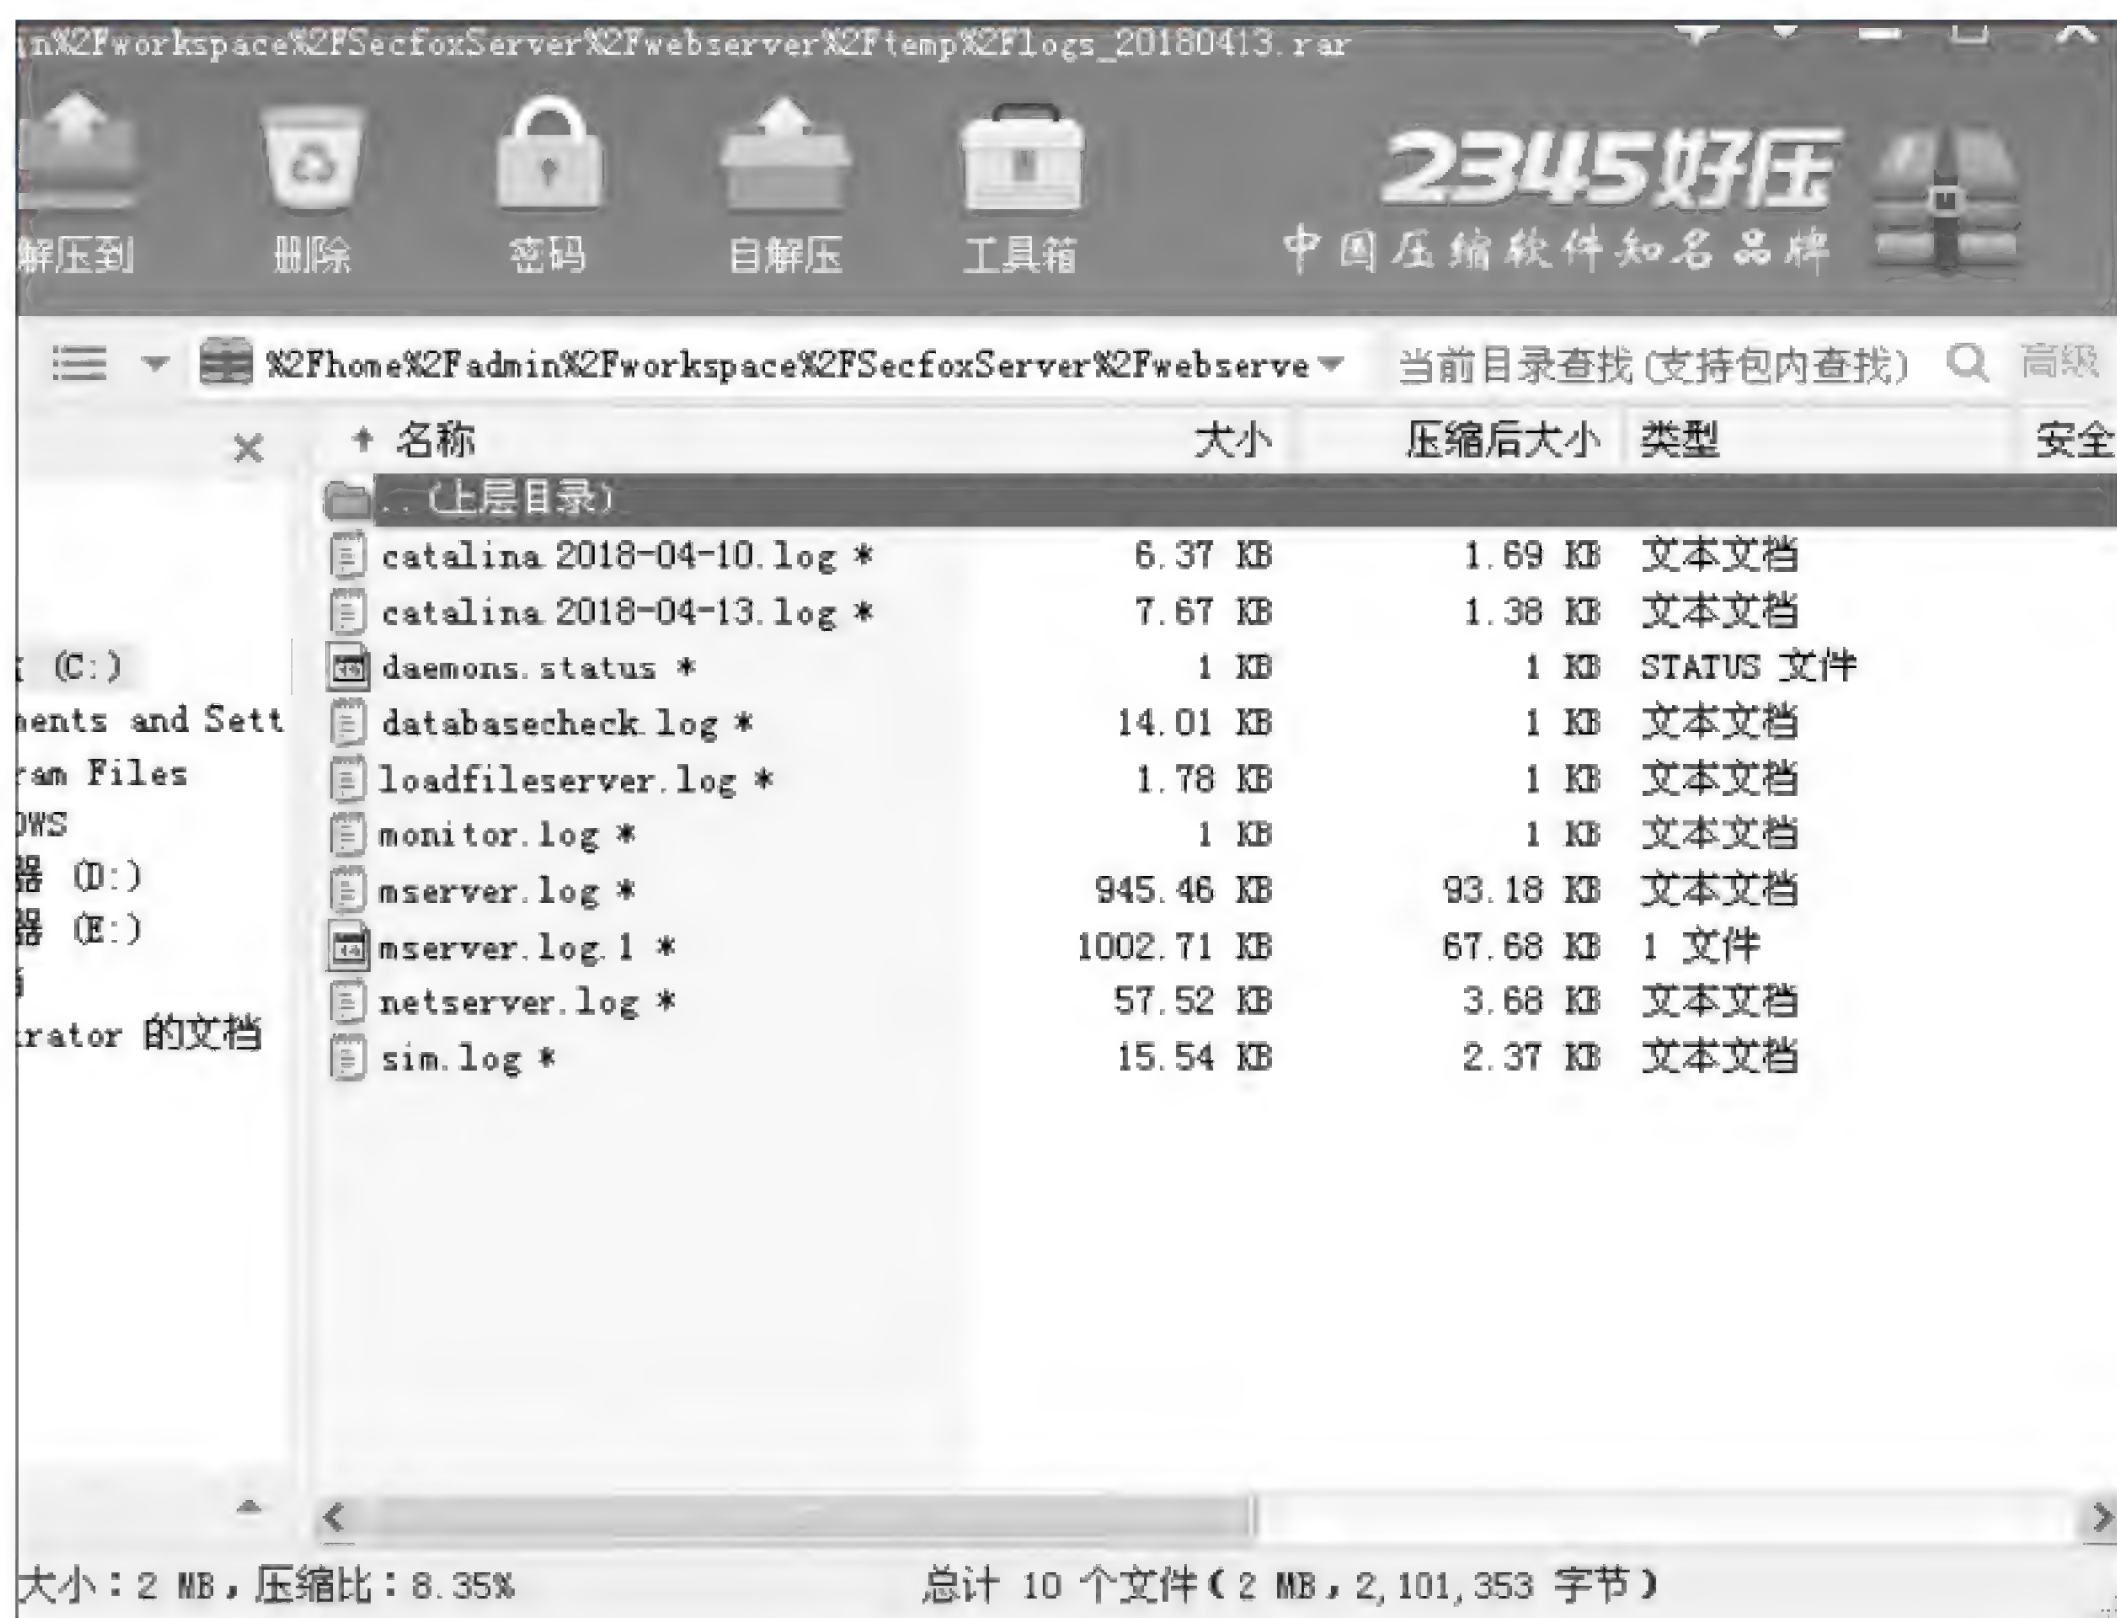 in%2Fworkspace%2FSecfoxServer%2Fwebserver%2Ftemp%2Flogs_20180413.rar
解压到 删除 密码 自解压 工具箱
2345好压
中国压缩软件知名品牌
%2Fhome%2Fadmin%2Fworkspace%2FSecfoxServer%2Fwebserve 当前目录查找(支持包内查找) 高级
名称 大小 压缩后大小 类型 安全
..(上层目录)
catalina.2018-04-10.log * 6.37 KB 1.69 KB 文本文档
catalina.2018-04-13.log * 7.67 KB 1.38 KB 文本文档
daemons.status * 1 KB 1 KB STATUS 文件
databasecheck.log * 14.01 KB 1 KB 文本文档
loadfileserver.log * 1.78 KB 1 KB 文本文档
monitor.log * 1 KB 1 KB 文本文档
mserver.log * 945.46 KB 93.18 KB 文本文档
mserver.log.1 * 1002.71 KB 67.68 KB 1 文件
netserver.log * 57.52 KB 3.68 KB 文本文档
sim.log * 15.54 KB 2.37 KB 文本文档
(C:)
ments and Sett
ram Files
OWS
器 (D:)
器 (E:)
trator 的文档
大小：2 MB，压缩比：8.35% 总计 10 个文件（2 MB，2,101,353 字节）